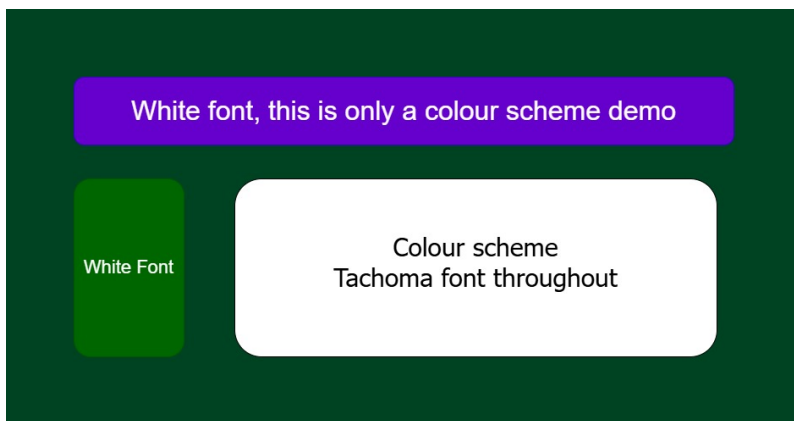 White font, this is only a colour scheme demo
White Font
Colour scheme
Tachoma font throughout